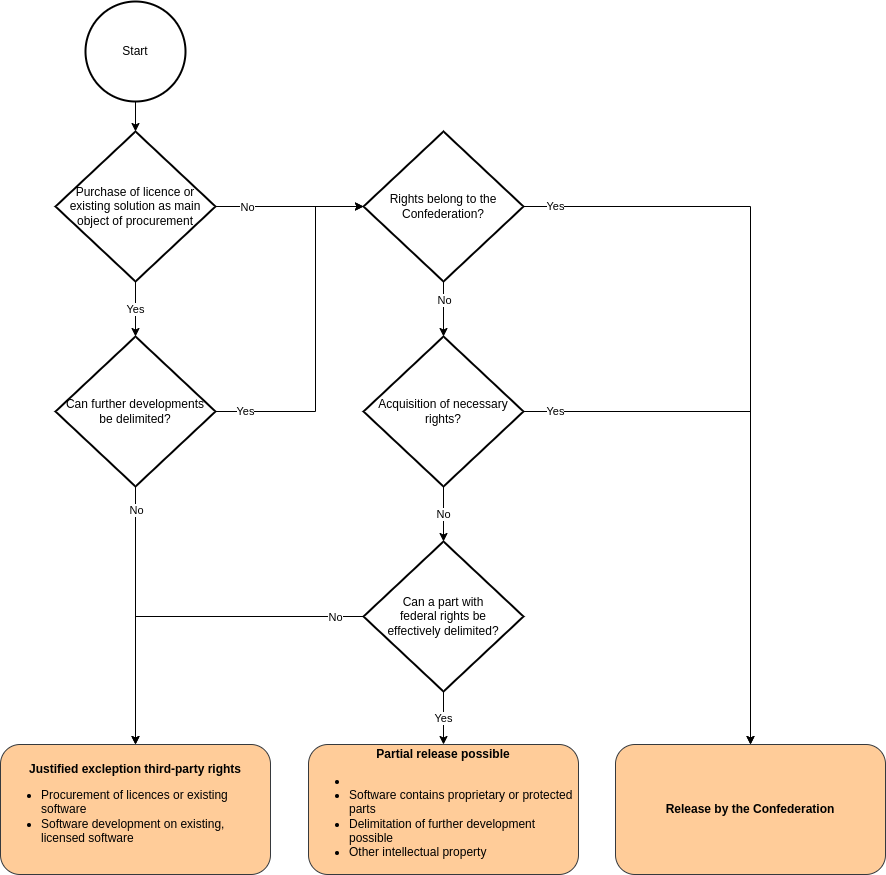 Start
Purchase of licence or
existing solution as main
object of procurement
No
Rights belong to the
Confederation?
Yes
Yes
No
Can further developments
be delimited?
Yes
Acquisition of necessary
rights?
Yes
No
No
Can a part with
federal rights be
effectively delimited?
No
Yes
Justified excleption third-party rights
• Procurement of licences or existing
software
• Software development on existing,
licensed software
Partial release possible
•
• Software contains proprietary or protected
parts
• Delimitation of further development
possible
• Other intellectual property
Release by the Confederation